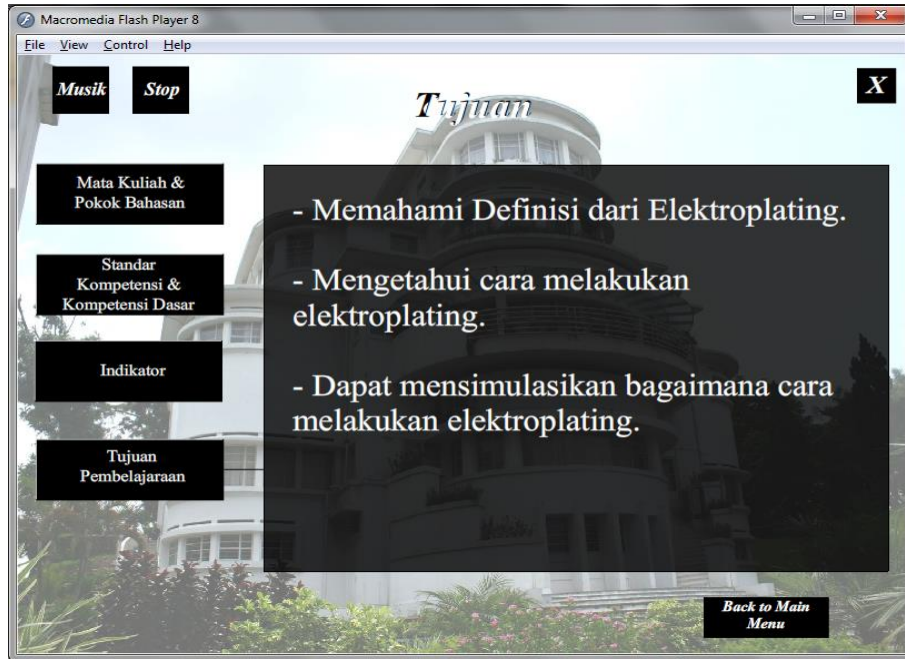 Macromedia Flash Player 8
File View Control Help
Musik Stop
X
Tujuan
Mata Kuliah &
Pokok Bahasan
Standar
Kompetensi &
Kompetensi Dasar
Indikator
Tujuan
Pembelajaraan
- Memahami Definisi dari Elektroplating.
- Mengetahui cara melakukan
elektroplating.
- Dapat mensimulasikan bagaimana cara
melakukan elektroplating.
Back to Main
Menu